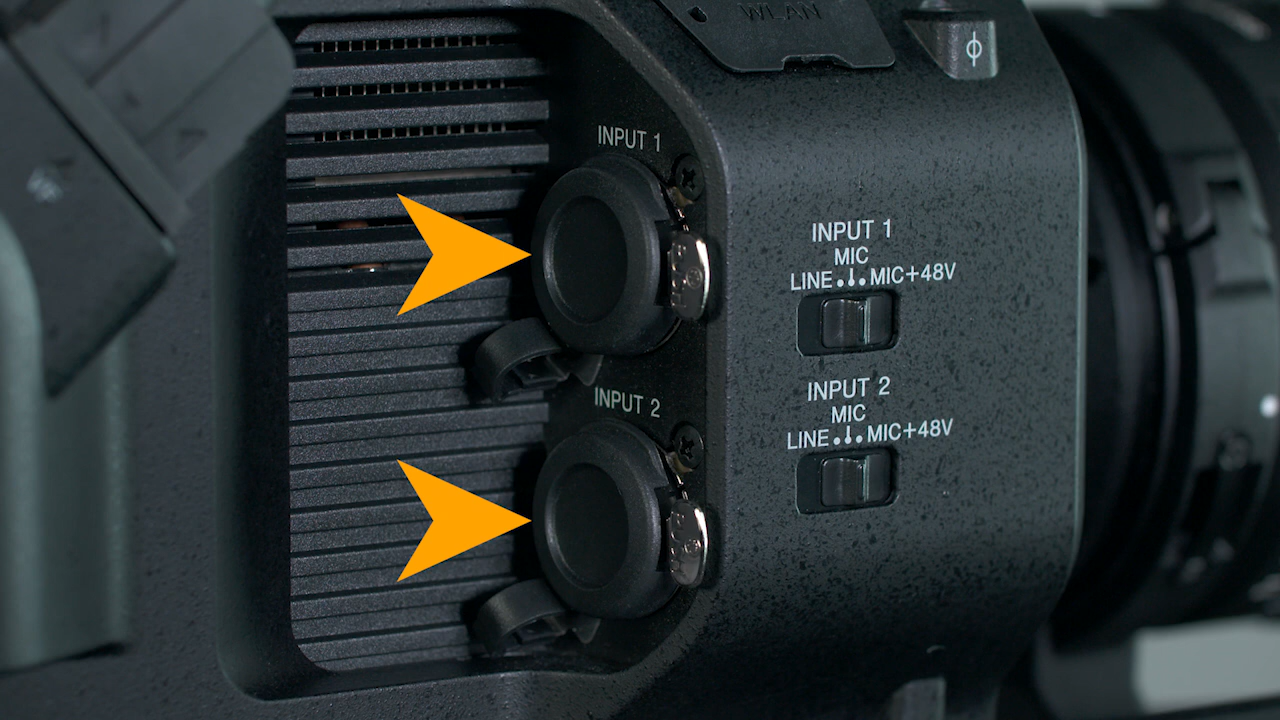 WLAN
ɸ
INPUT 1
INPUT 1
MIC
LINE MIC+48V
INPUT 2
INPUT 2
MIC
LINE MIC+48V